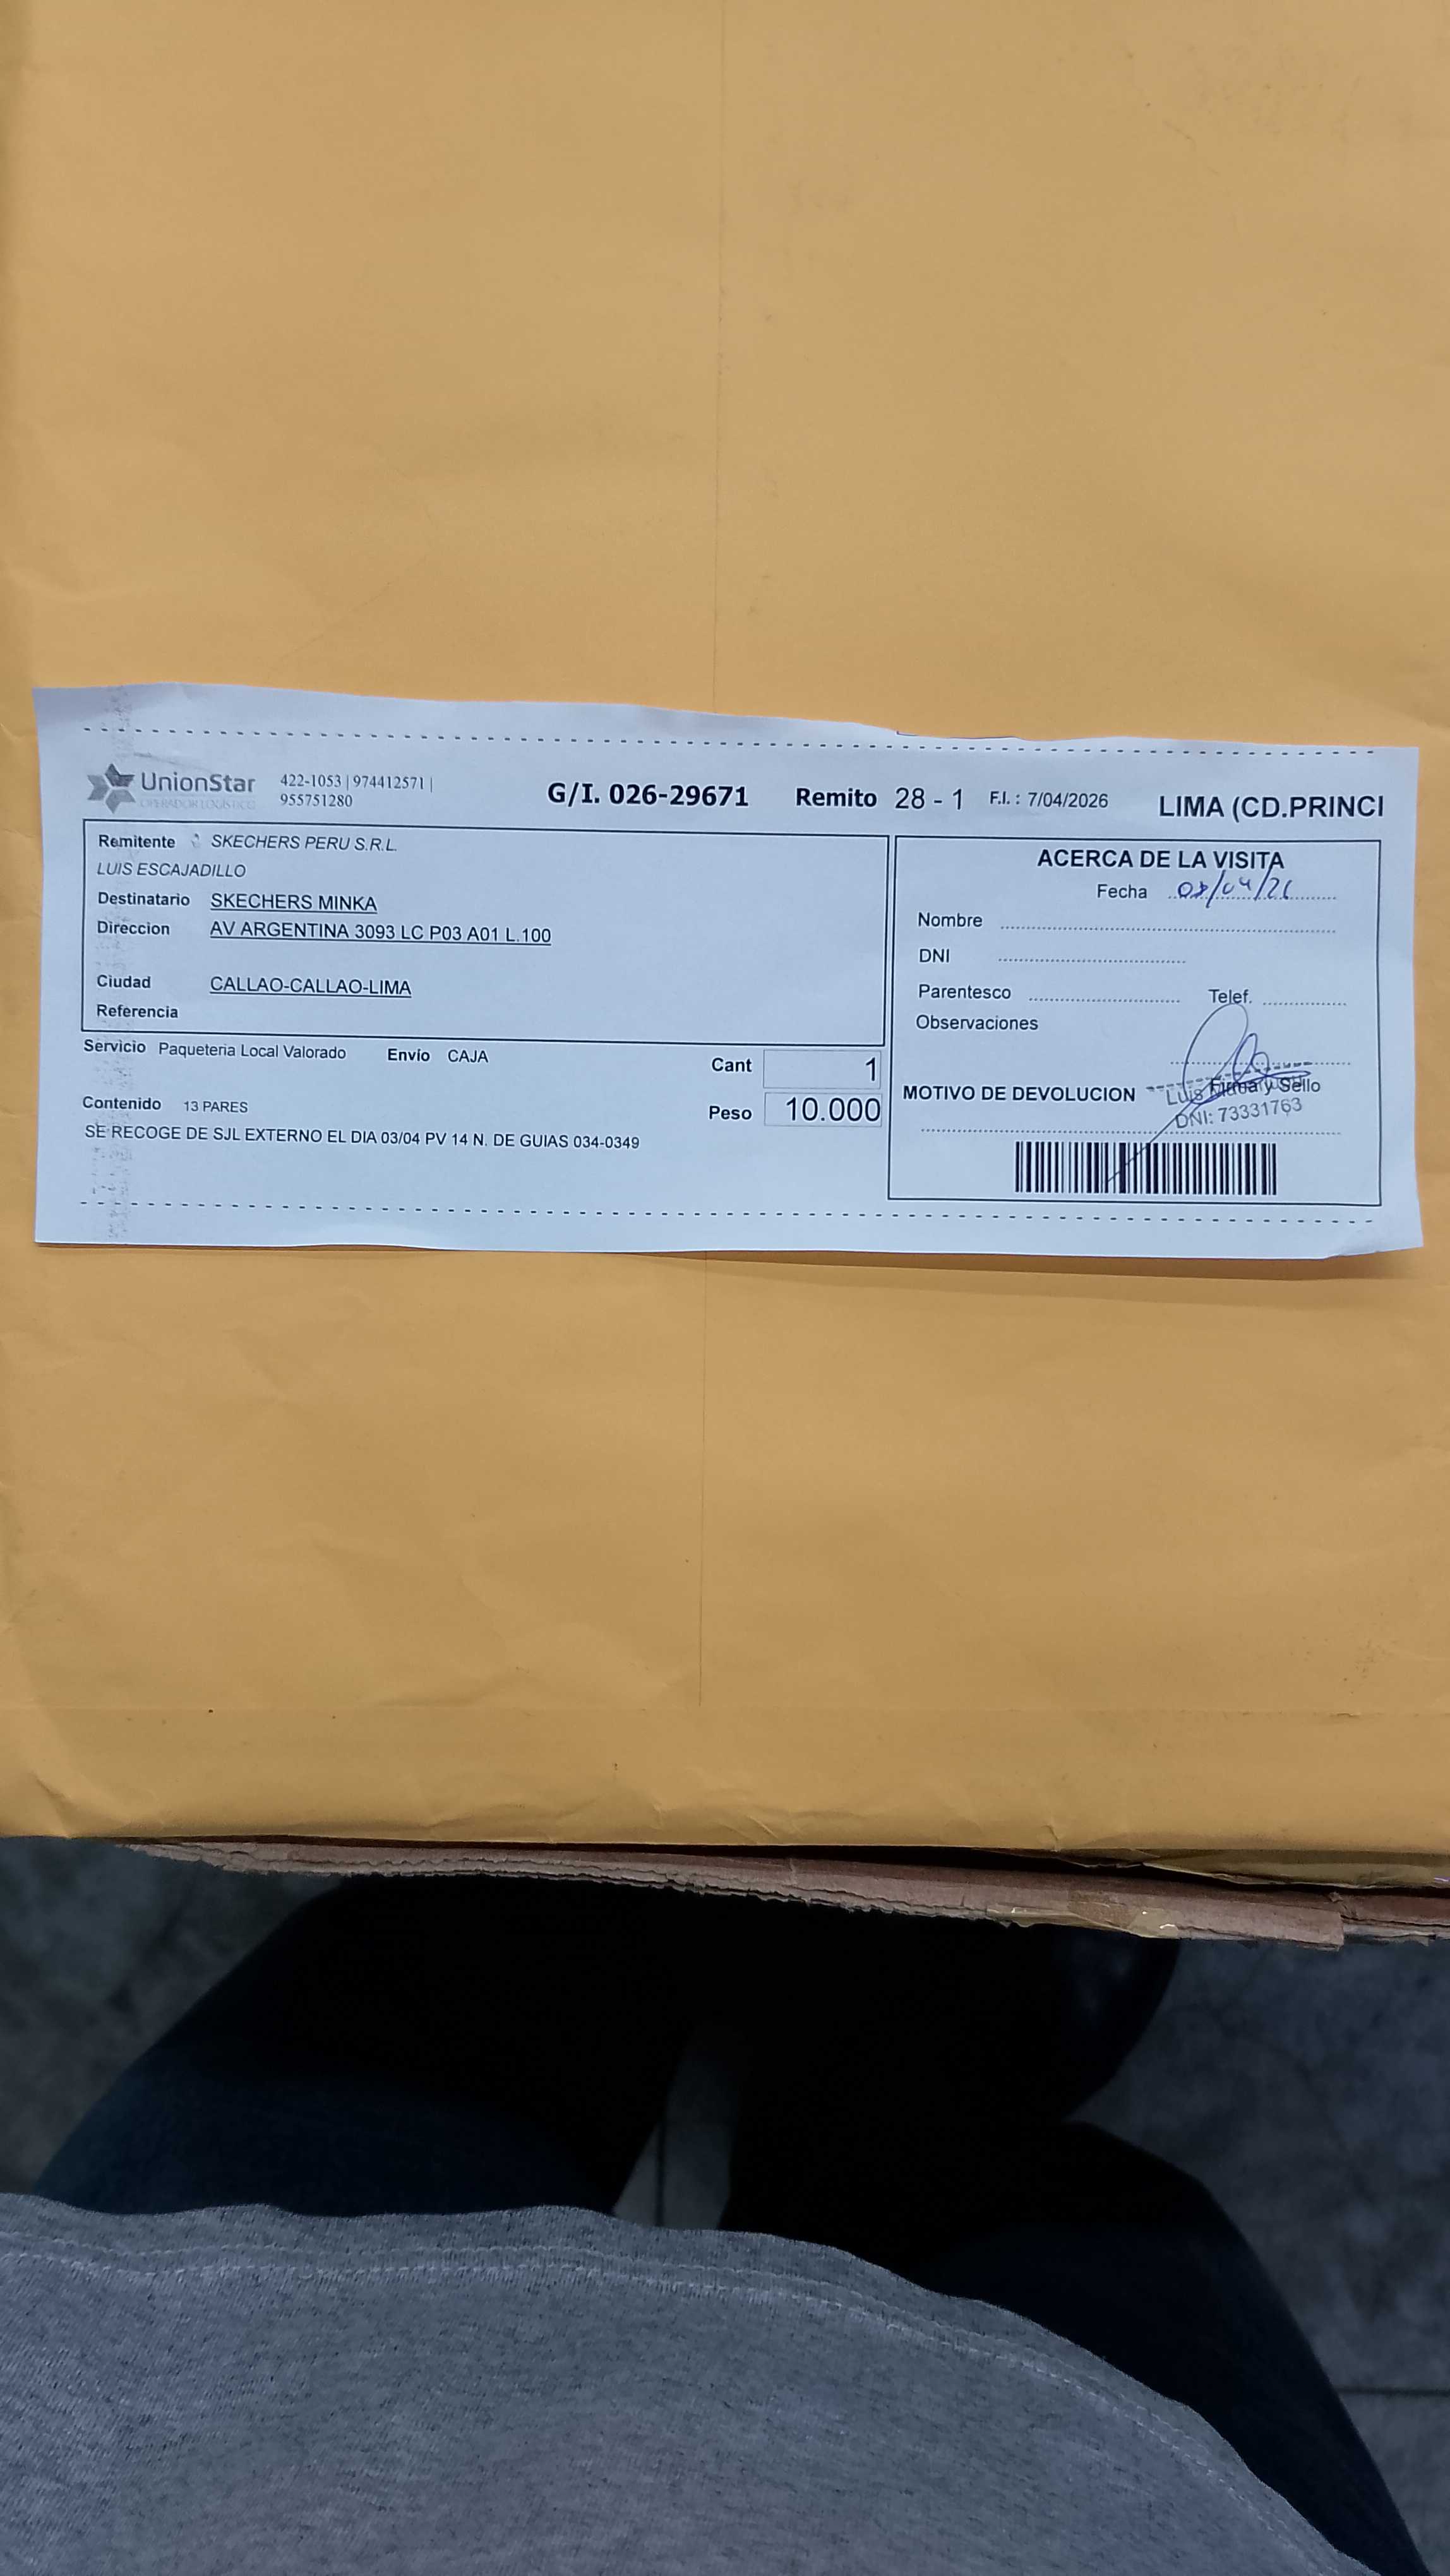 UnionStar
OPERADOR LOGÍSTICO
422-1053 | 974412571 |
955751280
G/I. 026-29671
Remito 28 - 1
F.I. : 7/04/2026
LIMA (CD.PRINCI
Remitente SKECHERS PERU S.R.L.
LUIS ESCAJADILLO
Destinatario SKECHERS MINKA
Direccion AV ARGENTINA 3093 LC P03 A01 L.100
Ciudad CALLAO-CALLAO-LIMA
Referencia
Servicio Paqueteria Local Valorado Envío CAJA
Cant 1
Contenido 13 PARES
Peso 10.000
SE RECOGE DE SJL EXTERNO EL DIA 03/04 PV 14 N. DE GUIAS 034-0349
ACERCA DE LA VISITA
Fecha /04/26
Nombre
DNI
Parentesco Telef.
Observaciones
MOTIVO DE DEVOLUCION
Firma y Sello
Luis
DNI: 73331763